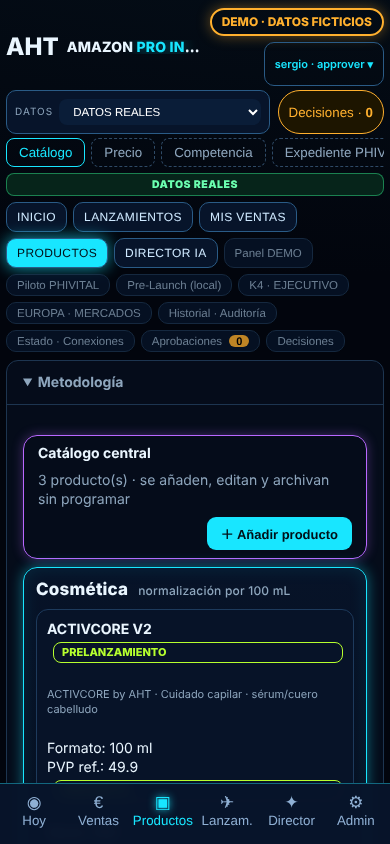 DEMO · DATOS FICTICIOS
AHT AMAZON PRO IN...
sergio · approver ▾
DATOS DATOS REALES
Decisiones · 0
Catálogo Precio Competencia Expediente PHIV
DATOS REALES
INICIO LANZAMIENTOS MIS VENTAS
PRODUCTOS DIRECTOR IA Panel DEMO
Piloto PHIVITAL Pre-Launch (local) K4 · EJECUTIVO
EUROPA · MERCADOS Historial · Auditoría
Estado · Conexiones Aprobaciones 0 Decisiones
▼ Metodología
Catálogo central
3 producto(s) · se añaden, editan y archivan
sin programar
+ Añadir producto
Cosmética normalización por 100 mL
ACTIVCORE V2
PRELANZAMIENTO
ACTIVCORE by AHT · Cuidado capilar · sérum/cuero
cabelludo
Formato: 100 ml
PVP ref.: 49.9
Hoy Ventas Productos Lanzam. Director Admin